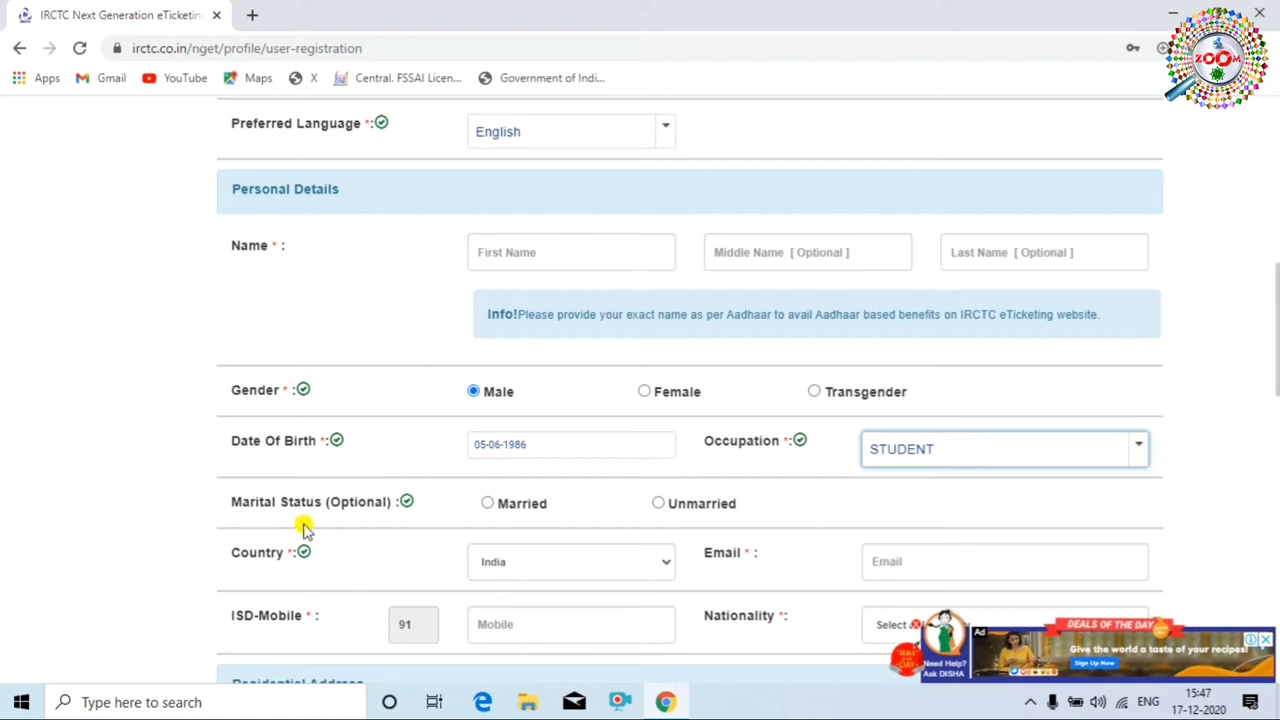 IRCTC Next Generation eTicketing
irctc.co.in/nget/profile/user-registration
Apps Gmail YouTube Maps X Central. FSSAI Licen... Government of Indi...
ZOOM
Preferred Language * : English
Personal Details
Name * : First Name Middle Name [ Optional ] Last Name [ Optional ]
Info!Please provide your exact name as per Aadhaar to avail Aadhaar based benefits on IRCTC eTicketing website.
Gender * : Male Female Transgender
Date Of Birth *: 05-06-1986 Occupation *: STUDENT
Marital Status (Optional) : Married Unmarried
Country *: India Email * : Email
ISD-Mobile * : 91 Mobile Nationality *: Select
Residential Address
Need Help?
Ask DISHA
Ad
DEALS OF THE DAY
Give the world a taste of your recipes!
Sign Up Now
Type here to search
ENG
15:47
17-12-2020